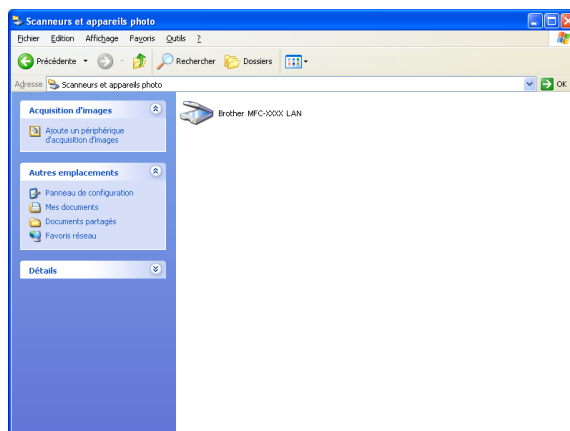 Scanneurs et appareils photo
Fichier Edition Affichage Favoris Outils ?
Précédente Rechercher Dossiers
Adresse Scanneurs et appareils photo OK
Acquisition d'images
Ajoute un périphérique
d'acquisition d'images
Brother MFC-XXXX LAN
Autres emplacements
Panneau de configuration
Mes documents
Documents partagés
Favoris réseau
Détails